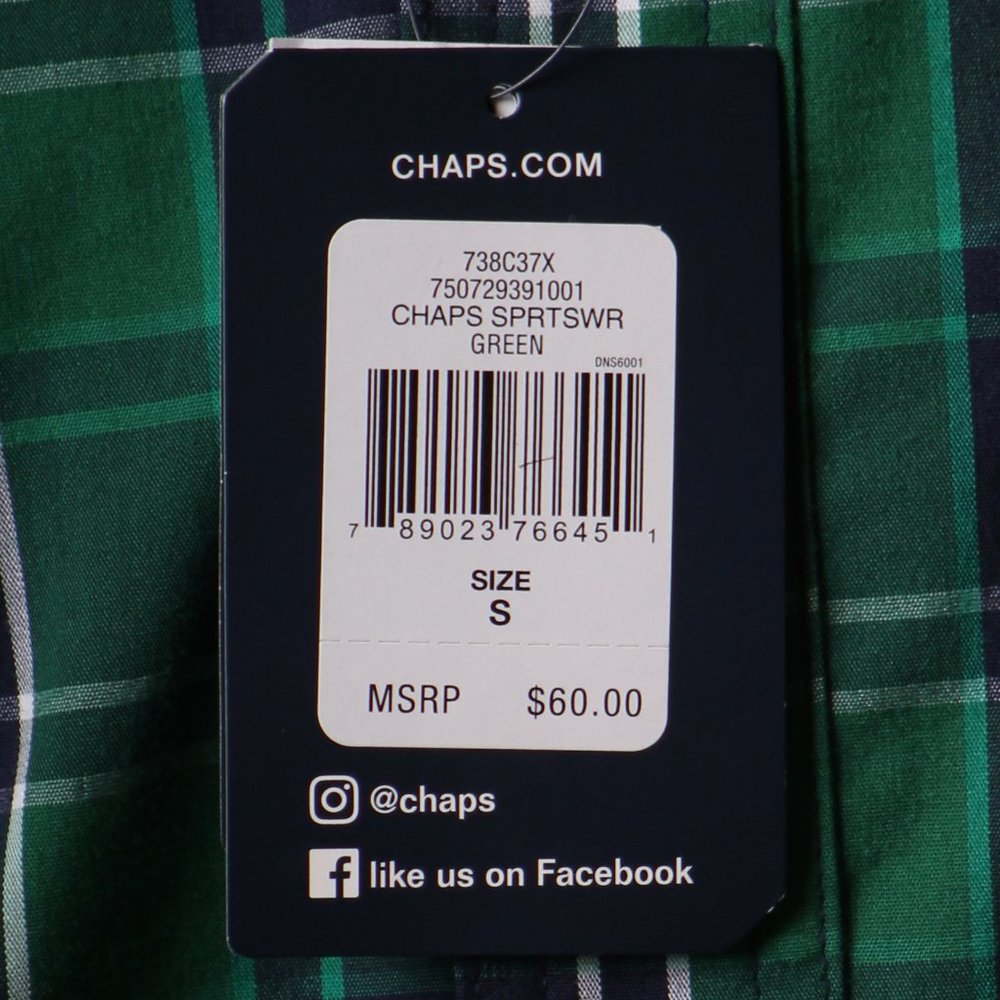 CHAPS.COM
738C37X
750729391001
CHAPS SPRTSWR
GREEN
DNS6001
7 89023 76645 1
SIZE
S
MSRP $60.00
@chaps
like us on Facebook